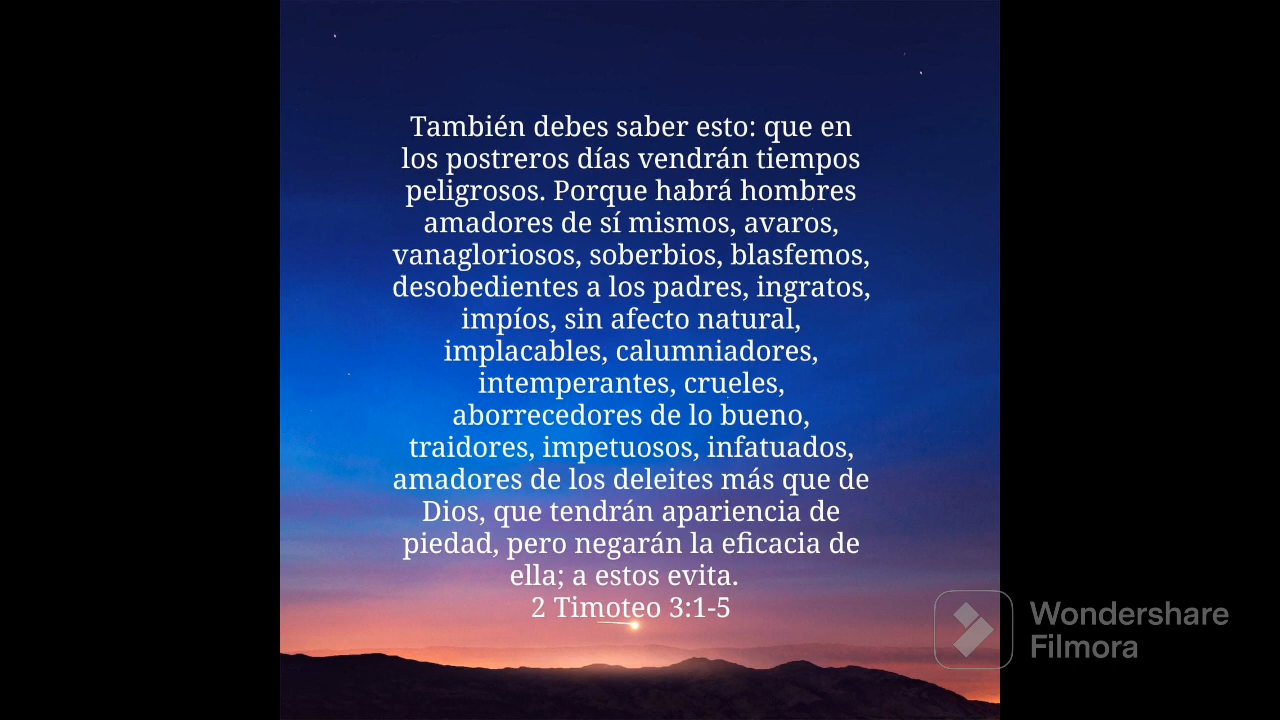 También debes saber esto: que en
los postreros días vendrán tiempos
peligrosos. Porque habrá hombres
amadores de sí mismos, avaros,
vanagloriosos, soberbios, blasfemos,
desobedientes a los padres, ingratos,
impíos, sin afecto natural,
implacables, calumniadores,
intemperantes, crueles,
aborrecedores de lo bueno,
traidores, impetuosos, infatuados,
amadores de los deleites más que de
Dios, que tendrán apariencia de
piedad, pero negarán la eficacia de
ella; a estos evita.
2 Timoteo 3:1-5
Wondershare
Filmora